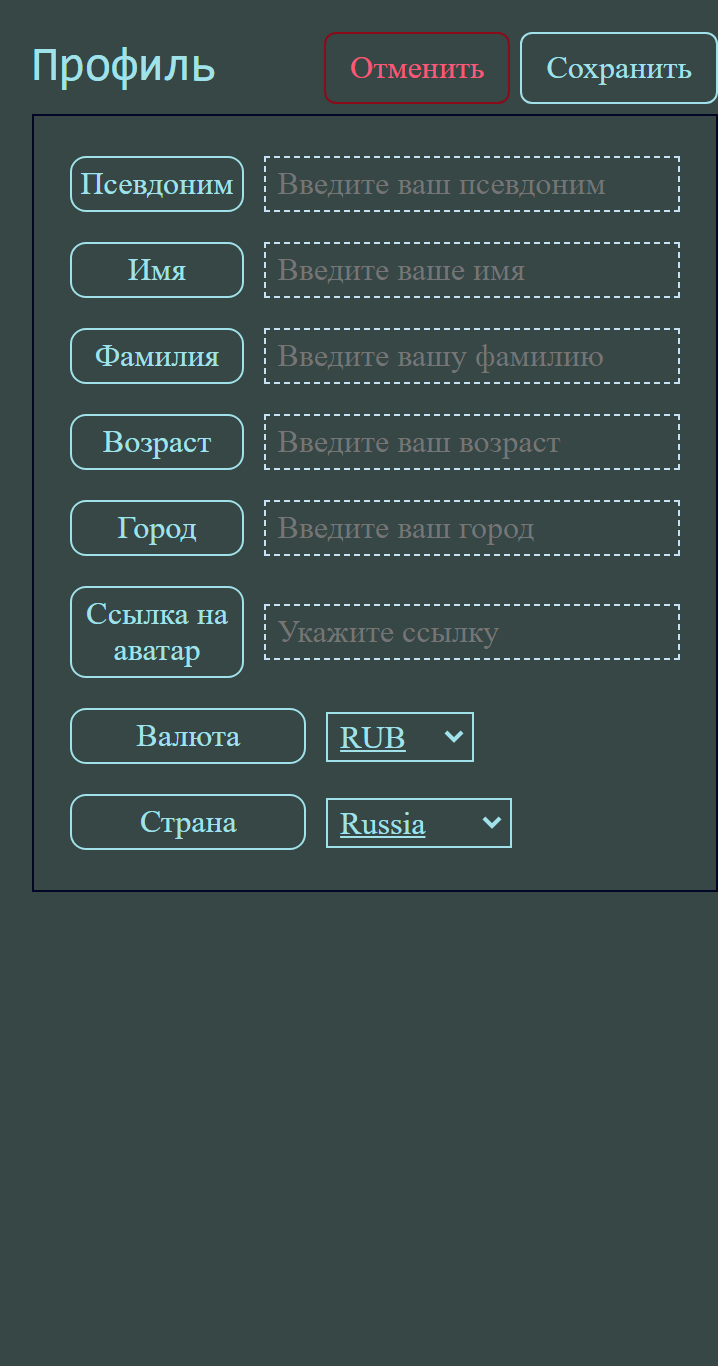 Профиль
Отменить
Сохранить
Псевдоним
Введите ваш псевдоним
Имя
Введите ваше имя
Фамилия
Введите вашу фамилию
Возраст
Введите ваш возраст
Город
Введите ваш город
Ссылка на
аватар
Укажите ссылку
Валюта
RUB
Страна
Russia